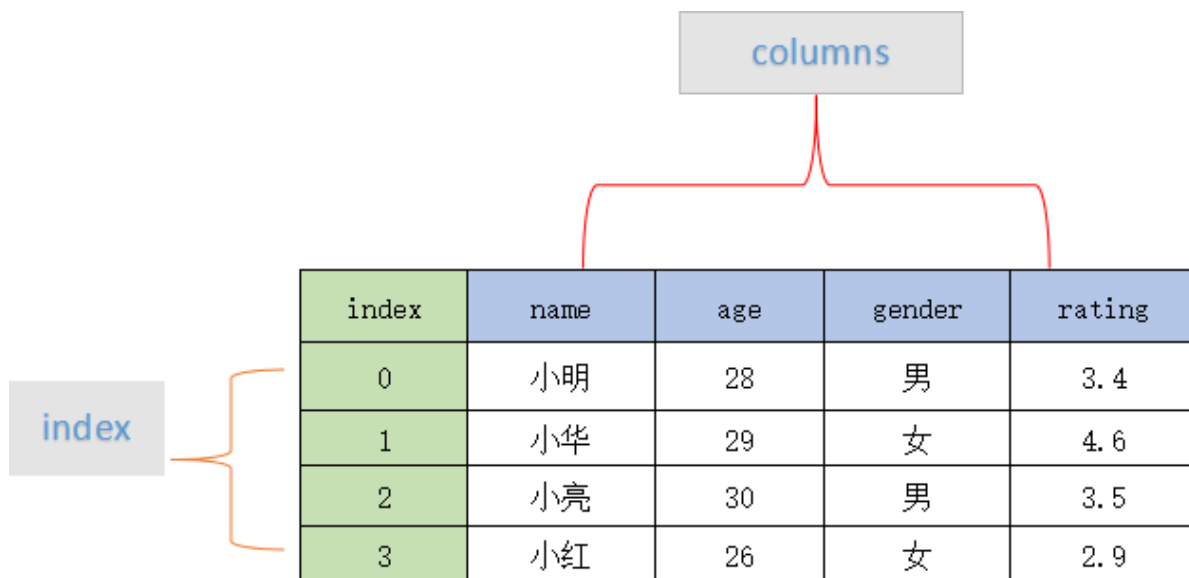 columns
index name age gender rating
0 小明 28 男 3.4
index
1 小华 29 女 4.6
2 小亮 30 男 3.5
3 小红 26 女 2.9